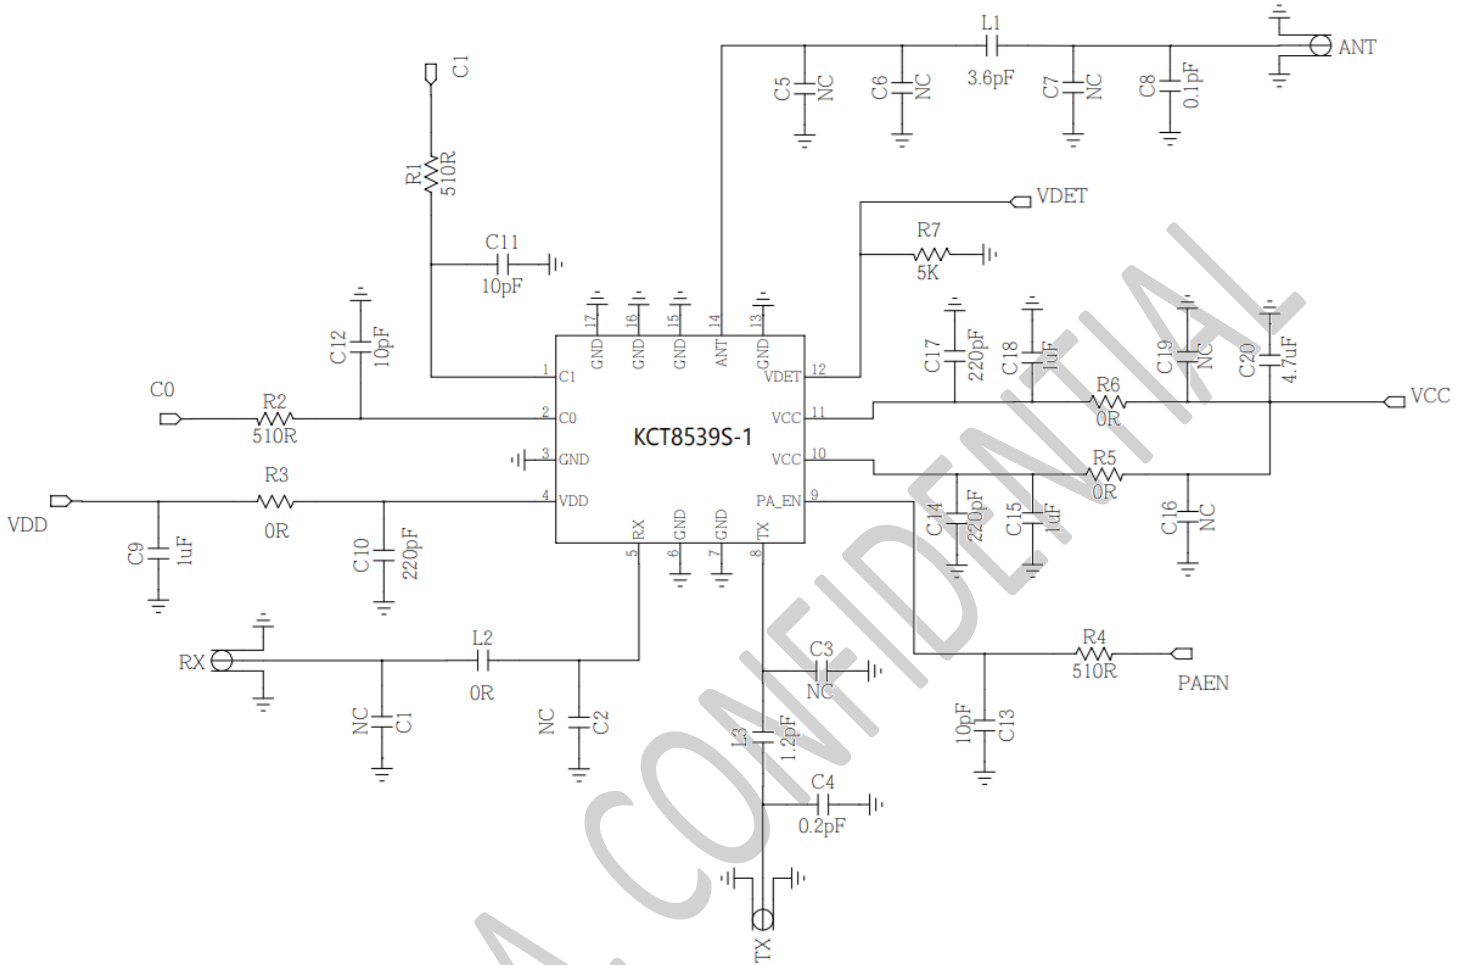 L1
3.6pF
ANT
C5
NC
C6
NC
C7
NC
C8
0.1pF
C1
R1
510R
C11
10pF
VDET
R7
5K
C12
10pF
C0
R2
510R
17
GND
16
GND
15
GND
14
ANT
13
GND
1
C1
2
C0
3
GND
4
VDD
KCT8539S-1
VDET
12
VCC
11
VCC
10
PA_EN
9
RX
5
GND
6
GND
7
TX
8
C17
220pF
C18
1uF
C19
NC
C20
4.7uF
R6
0R
VCC
R5
0R
C14
220pF
C15
1uF
C16
NC
R3
0R
VDD
C9
1uF
C10
220pF
RX
L2
0R
NC
C1
NC
C2
C3
NC
L3
1.2pF
C4
0.2pF
TX
R4
510R
PAEN
10pF
C13
A CONFIDENTIAL